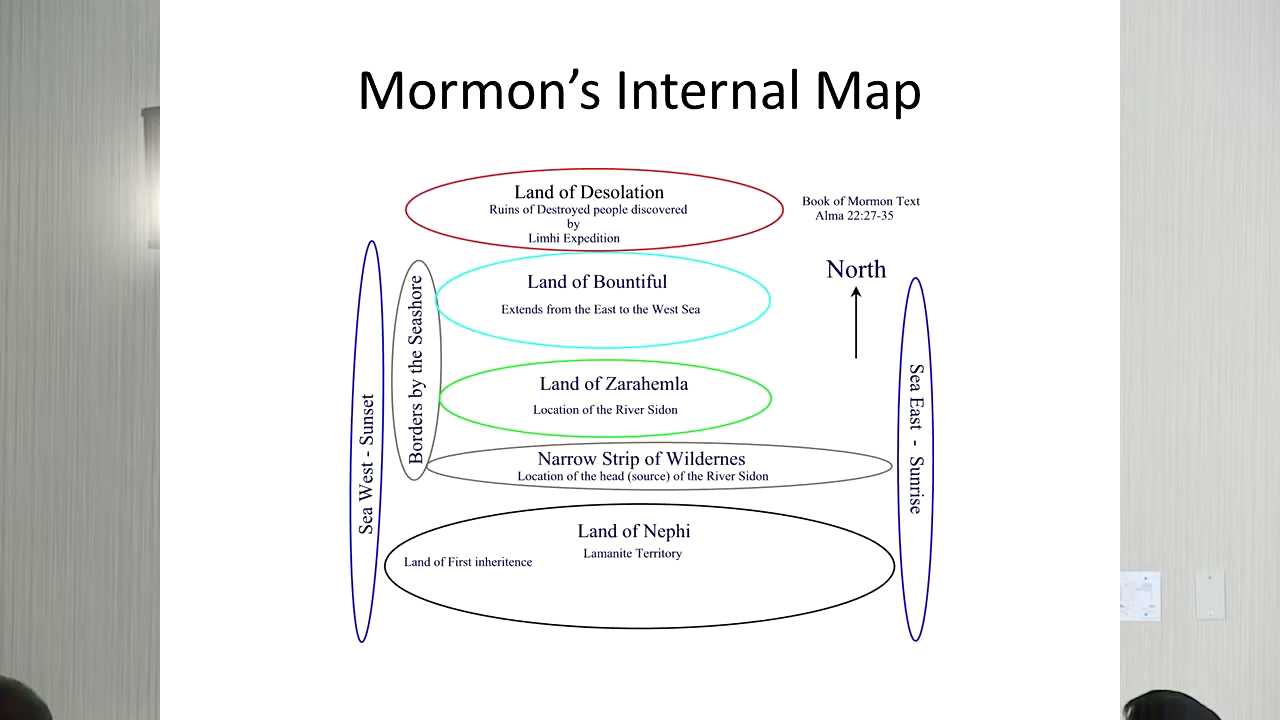 Mormon's Internal Map
Land of Desolation
Ruins of Destroyed people discovered
by
Limhi Expedition
Book of Mormon Text
Alma 22:27-35
North
Land of Bountiful
Extends from the East to the West Sea
Borders by the Seashore
Sea West - Sunset
Land of Zarahemla
Location of the River Sidon
Sea East - Sunrise
Narrow Strip of Wildernes
Location of the head (source) of the River Sidon
Land of Nephi
Lamanite Territory
Land of First inheritence